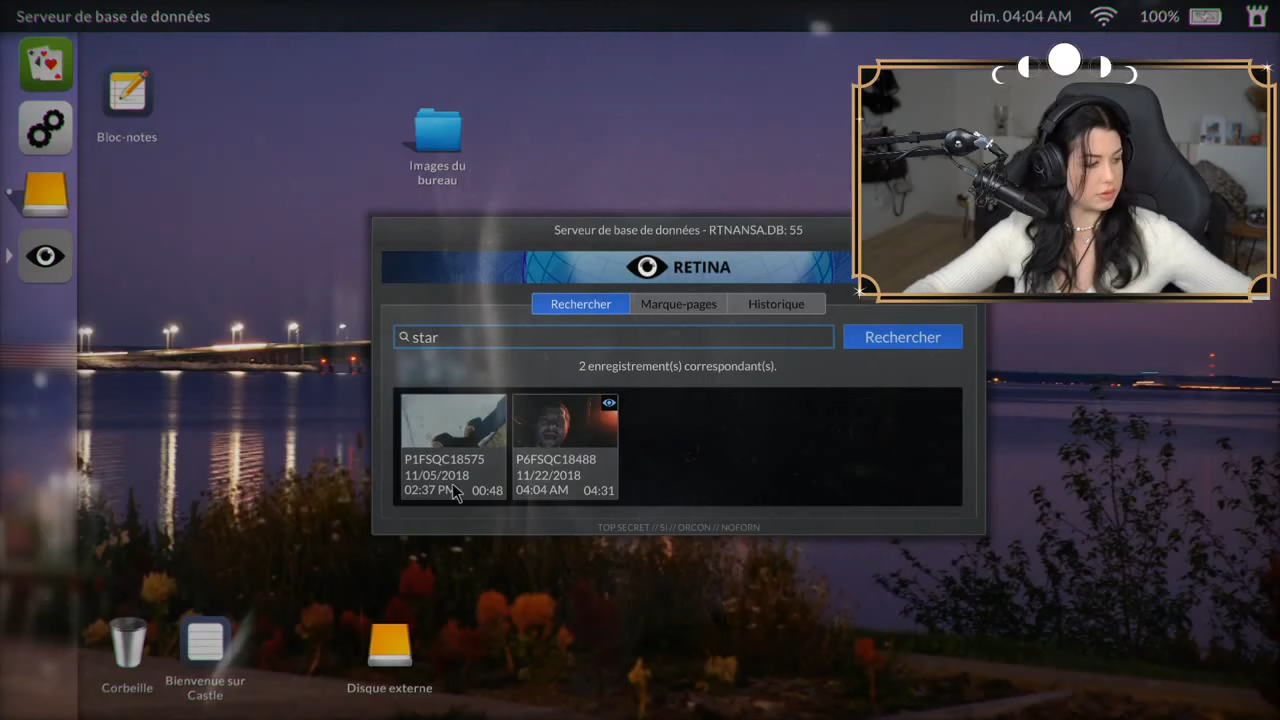 Serveur de base de données
dim. 04:04 AM
100%
Bloc-notes
Images du
bureau
Serveur de base de données - RTNANSA.DB: 55
RETINA
Rechercher
Marque-pages
Historique
star
Rechercher
2 enregistrement(s) correspondant(s).
P1FSQC18575
11/05/2018
02:37 PM
00:48
P6FSQC18488
11/22/2018
04:04 AM
04:31
TOP SECRET // SI // ORCON // NOFORN
Corbeille
Bienvenue sur
Castle
Disque externe